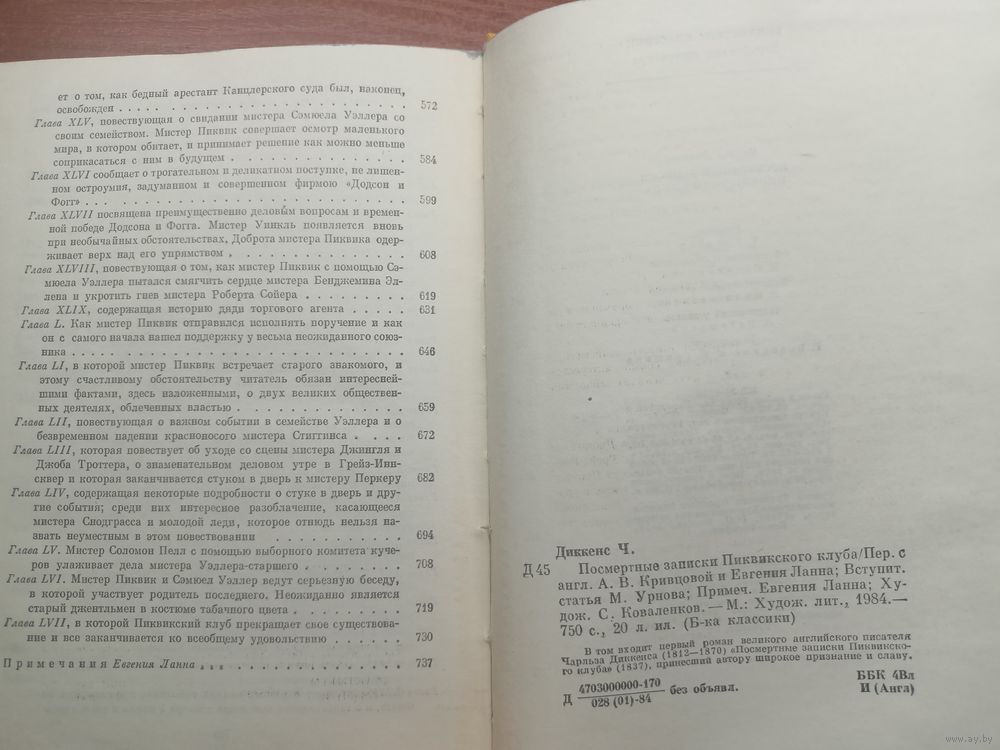 ет о том, как бедный арестант Канцлерского суда был, наконец,
освобожден . . . . . . . . . . . . . . . . . . . . . . . . . . 572
Глава XLV, повествующая о свидании мистера Сэмюела Уэллера со
своим семейством. Мистер Пиквик совершает осмотр маленького
мира, в котором обитает, и принимает решение как можно меньше
соприкасаться с ним в будущем . . . . . . . . . . . . . 584
Глава XLVI сообщает о трогательном и деликатном поступке, не лишен-
ном остроумия, задуманном и совершенном фирмою «Додсон и
Фогг» . . . . . . . . . . . . . . . . . . . . . . . . . . . . 599
Глава XLVII посвящена преимущественно деловым вопросам и времен-
ной победе Додсона и Фогга. Мистер Уинкль появляется вновь
при необычайных обстоятельствах. Доброта мистера Пиквика одер-
живает верх над его упрямством . . . . . . . . . . . . . 608
Глава XLVIII, повествующая о том, как мистер Пиквик с помощью Сэ-
мюела Уэллера пытался смягчить сердце мистера Бенджемина Эл-
лена и укротить гнев мистера Роберта Сойера . . . . . . . . 619
Глава XLIX, содержащая историю дяди торгового агента . . . . . 631
Глава L. Как мистер Пиквик отправился исполнять поручение и как
он с самого начала нашел поддержку у весьма неожиданного союз-
ника . . . . . . . . . . . . . . . . . . . . . . . . . . . . 646
Глава LI, в которой мистер Пиквик встречает старого знакомого, и
этому счастливому обстоятельству читатель обязан интересней-
шими фактами, здесь изложенными, о двух великих обществен-
ных деятелях, облеченных властью . . . . . . . . . . . . 659
Глава LII, повествующая о важном событии в семействе Уэллера и о
безвременном падении красноносого мистера Стиггинса . . . . 672
Глава LIII, которая повествует об уходе со сцены мистера Джингля и
Джоба Троттера, о знаменательном деловом утре в Грейз-Инн-
сквер и которая заканчивается стуком в дверь к мистеру Перкеру 682
Глава LIV, содержащая некоторые подробности о стуке в дверь и дру-
гие события; среди них интересное разоблачение, касающееся
мистера Снодграсса и молодой леди, которое отнюдь нельзя на-
звать неуместным в этом повествовании . . . . . . . . . . 694
Глава LV. Мистер Соломон Пелл с помощью выборного комитета куче-
ров улаживает дела мистера Уэллера-старшего . . . . . . . . 708
Глава LVI. Мистер Пиквик и Сэмюел Уэллер ведут серьезную беседу,
в которой участвует родитель последнего. Неожиданно является
старый джентльмен в костюме табачного цвета . . . . . . . . 719
Глава LVII, в которой Пиквикский клуб прекращает свое существова-
ние и все заканчивается ко всеобщему удовольствию . . . . . . 730
Примечания Евгения Ланна . . . . . . . . . . . . . . . 737
Диккенс Ч.
Д45 Посмертные записки Пиквикского клуба/Пер. с
англ. А. В. Кривцовой и Евгения Ланна; Вступит.
статья М. Урнова; Примеч. Евгения Ланна; Ху-
дож. С. Коваленков.— М.: Худож. лит., 1984.—
750 с., 20 л. ил. (Б-ка классики)
В том входит первый роман великого английского писателя
Чарльза Диккенса (1812—1870) «Посмертные записки Пиквикско-
го клуба» (1837), принесший автору широкое признание и славу.
Д 4703000000-170 без объявл.
028 (01)-84
ББК 4Вл
И (Англ)
www.ay.by